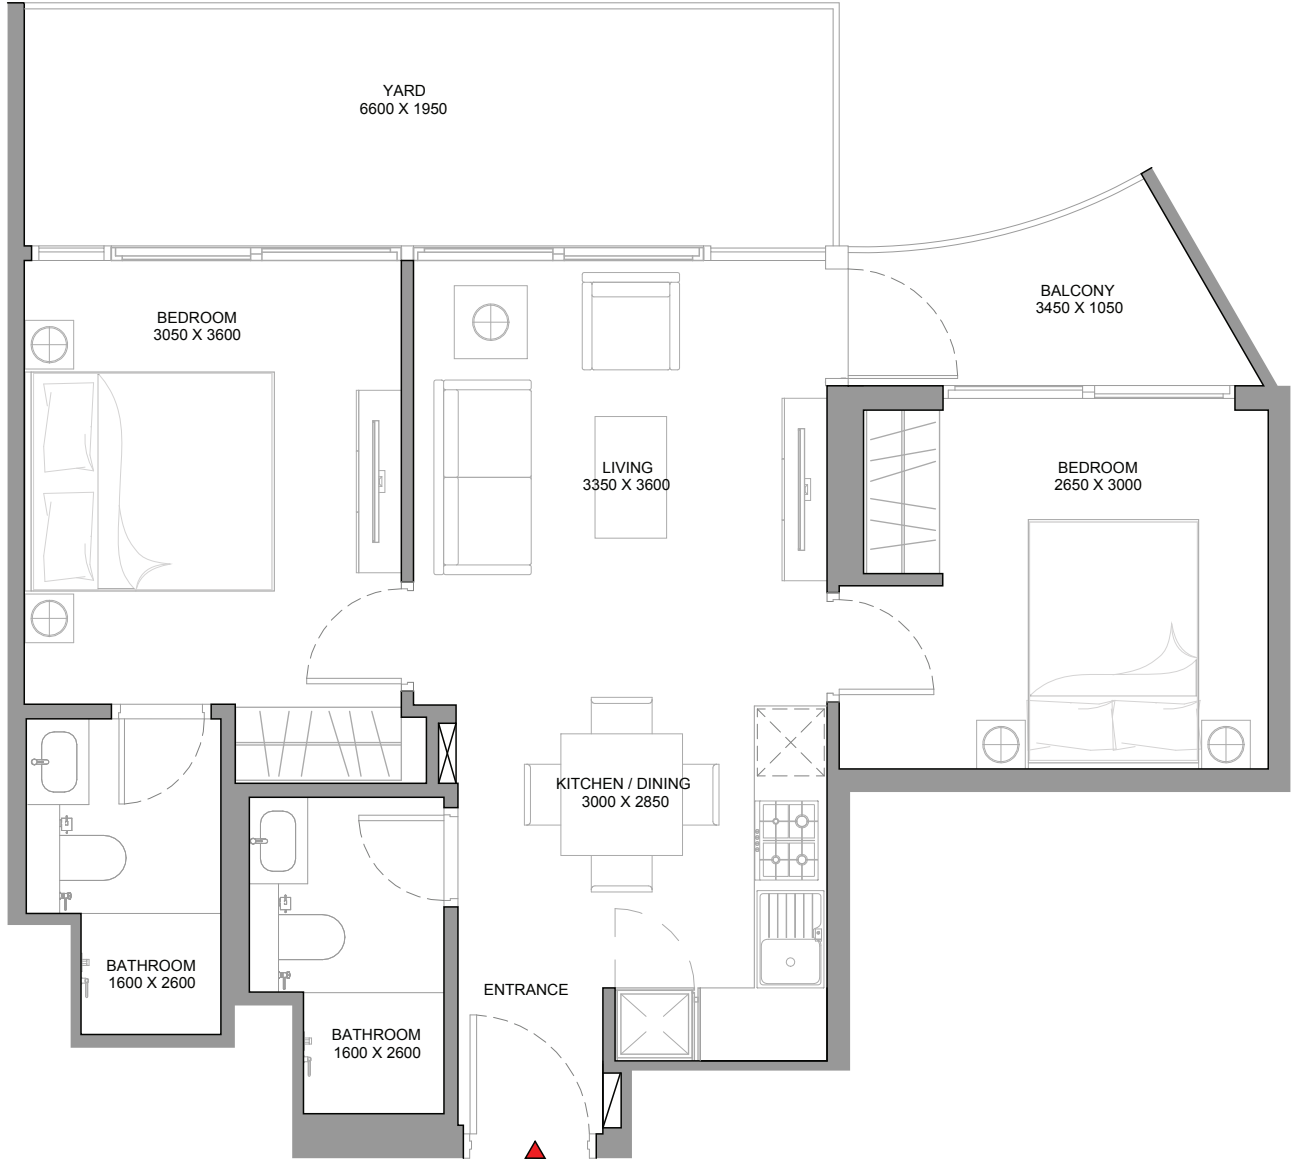 YARD
6600 X 1950
BALCONY
3450 X 1050
BEDROOM
3050 X 3600
LIVING
3350 X 3600
BEDROOM
2650 X 3000
KITCHEN / DINING
3000 X 2850
BATHROOM
1600 X 2600
ENTRANCE
BATHROOM
1600 X 2600